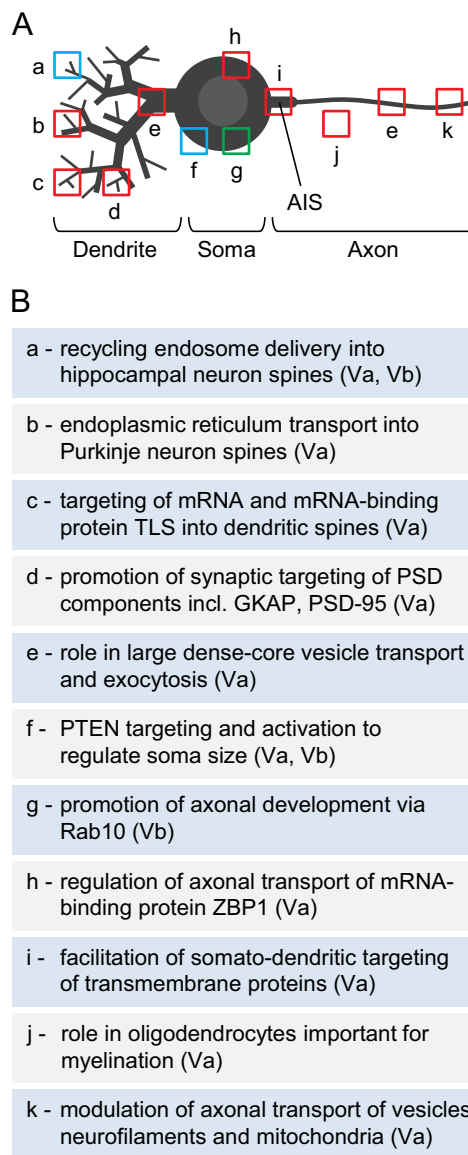 A
h
a
i
b
e
e
k
j
c
d
f
g
AIS
Dendrite
Soma
Axon
B
a - recycling endosome delivery into
hippocampal neuron spines (Va, Vb)
b - endoplasmic reticulum transport into
Purkinje neuron spines (Va)
c - targeting of mRNA and mRNA-binding
protein TLS into dendritic spines (Va)
d - promotion of synaptic targeting of PSD
components incl. GKAP, PSD-95 (Va)
e - role in large dense-core vesicle transport
and exocytosis (Va)
f - PTEN targeting and activation to
regulate soma size (Va, Vb)
g - promotion of axonal development via
Rab10 (Vb)
h - regulation of axonal transport of mRNA-
binding protein ZBP1 (Va)
i - facilitation of somato-dendritic targeting
of transmembrane proteins (Va)
j - role in oligodendrocytes important for
myelination (Va)
k - modulation of axonal transport of vesicles
neurofilaments and mitochondria (Va)